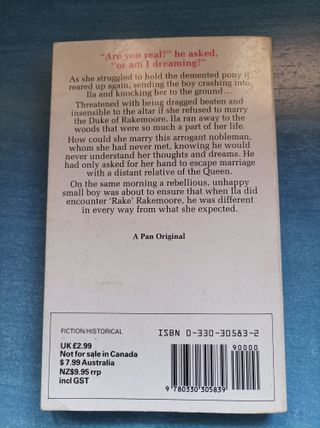 “Are you real?” he asked,
“or am I dreaming?”
As she struggled to hold the demented pony it
reared up again, sending the boy crashing into
Ila and knocking her to the ground...
Threatened with being dragged beaten and
insensible to the altar if she refused to marry
the Duke of Rakemoore, Ila ran away to the
woods that were so much a part of her life.
How could she marry this arrogant nobleman,
whom she had never met, knowing he would
never understand her thoughts and dreams. He
had only asked for her hand to escape marriage
with a distant relative of the Queen.
On the same morning a rebellious, unhappy
small boy was about to ensure that when Ila did
encounter ‘Rake’ Rakemoore, he was different
in every way from what she expected.
A Pan Original
FICTION/HISTORICAL
UK £2.99
Not for sale in Canada
$ 7.99 Australia
NZ$9.95 rrp
incl GST
ISBN 0-330-30583-2
90000
9 780330 305839